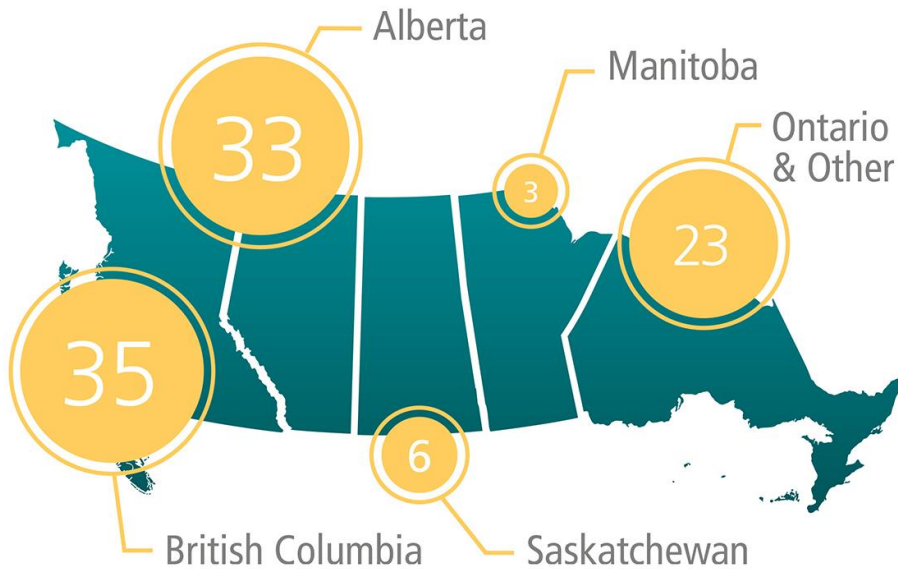 Alberta
33
Manitoba
3
Ontario
& Other
23
35
British Columbia
6
Saskatchewan